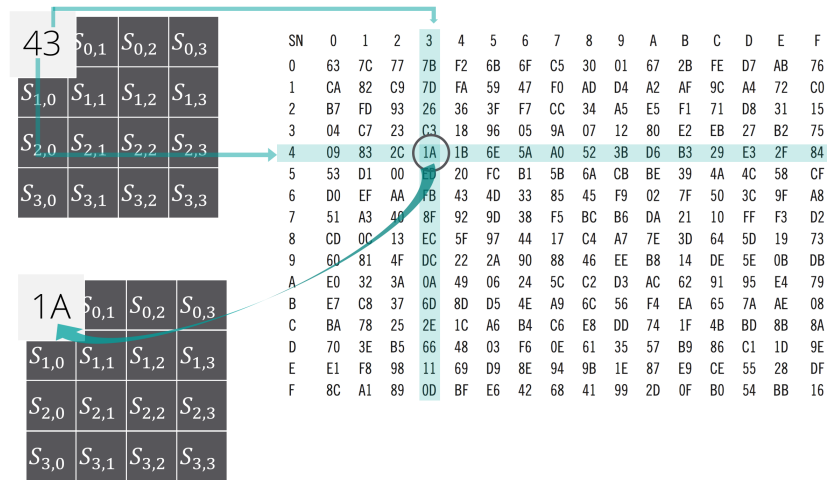 43 S0,1 S0,2 S0,3
S1,0 S1,1 S1,2 S1,3
S2,0 S2,1 S2,2 S2,3
S3,0 S3,1 S3,2 S3,3
1A S0,1 S0,2 S0,3
S1,0 S1,1 S1,2 S1,3
S2,0 S2,1 S2,2 S2,3
S3,0 S3,1 S3,2 S3,3
SN 0 1 2 3 4 5 6 7 8 9 A B C D E F
0 63 7C 77 7B F2 6B 6F C5 30 01 67 2B FE D7 AB 76
1 CA 82 C9 7D FA 59 47 F0 AD D4 A2 AF 9C A4 72 C0
2 B7 FD 93 26 36 3F F7 CC 34 A5 E5 F1 71 D8 31 15
3 04 C7 23 C3 18 96 05 9A 07 12 80 E2 EB 27 B2 75
4 09 83 2C 1A 1B 6E 5A A0 52 3B D6 B3 29 E3 2F 84
5 53 D1 00 ED 20 FC B1 5B 6A CB BE 39 4A 4C 58 CF
6 D0 EF AA FB 43 4D 33 85 45 F9 02 7F 50 3C 9F A8
7 51 A3 40 8F 92 9D 38 F5 BC B6 DA 21 10 FF F3 D2
8 CD 0C 13 EC 5F 97 44 17 C4 A7 7E 3D 64 5D 19 73
9 60 81 4F DC 22 2A 90 88 46 EE B8 14 DE 5E 0B DB
A E0 32 3A 0A 49 06 24 5C C2 D3 AC 62 91 95 E4 79
B E7 C8 37 6D 8D D5 4E A9 6C 56 F4 EA 65 7A AE 08
C BA 78 25 2E 1C A6 B4 C6 E8 DD 74 1F 4B BD 8B 8A
D 70 3E B5 66 48 03 F6 0E 61 35 57 B9 86 C1 1D 9E
E E1 F8 98 11 69 D9 8E 94 9B 1E 87 E9 CE 55 28 DF
F 8C A1 89 0D BF E6 42 68 41 99 2D 0F B0 54 BB 16